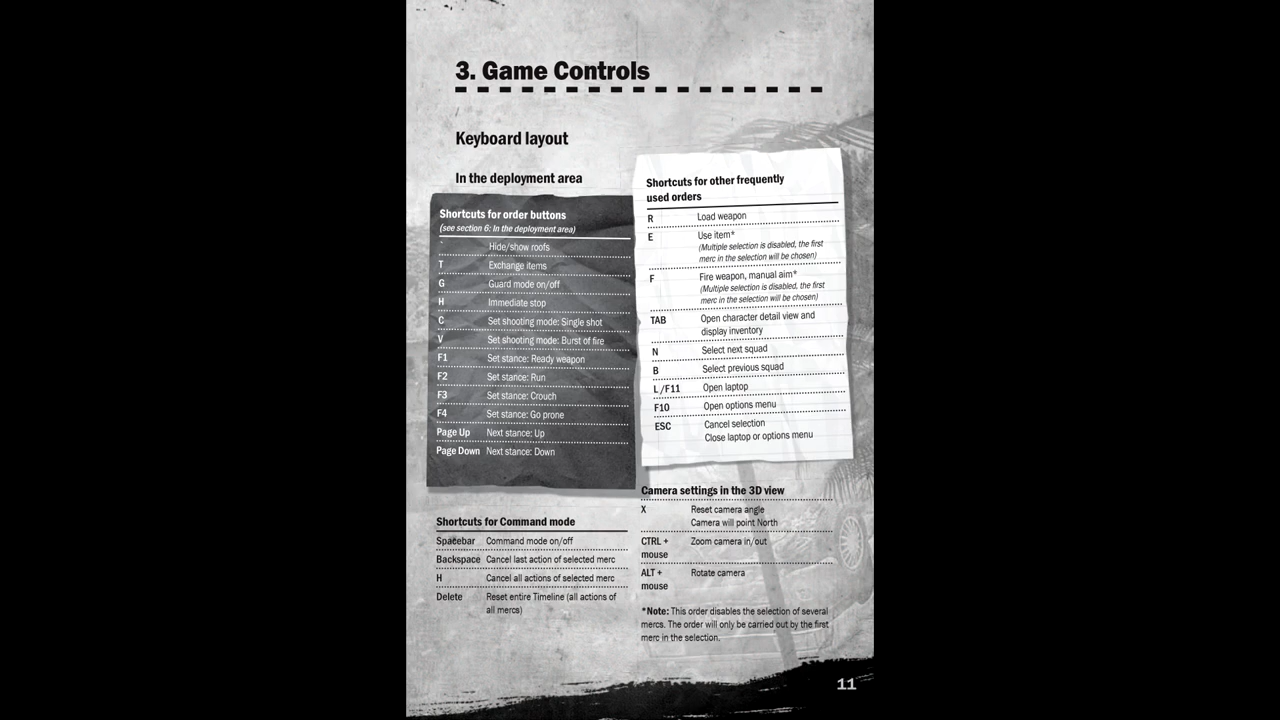 3. Game Controls
Keyboard layout
In the deployment area
Shortcuts for order buttons
(see section 6: In the deployment area)
` Hide/show roofs
T Exchange items
G Guard mode on/off
H Immediate stop
C Set shooting mode: Single shot
V Set shooting mode: Burst of fire
F1 Set stance: Ready weapon
F2 Set stance: Run
F3 Set stance: Crouch
F4 Set stance: Go prone
Page Up Next stance: Up
Page Down Next stance: Down
Shortcuts for Command mode
Spacebar Command mode on/off
Backspace Cancel last action of selected merc
H Cancel all actions of selected merc
Delete Reset entire Timeline (all actions of
all mercs)
Shortcuts for other frequently
used orders
R Load weapon
E Use item*
(Multiple selection is disabled, the first
merc in the selection will be chosen)
F Fire weapon, manual aim*
(Multiple selection is disabled, the first
merc in the selection will be chosen)
TAB Open character detail view and
display inventory
N Select next squad
B Select previous squad
L /F11 Open laptop
F10 Open options menu
ESC Cancel selection
Close laptop or options menu
Camera settings in the 3D view
X Reset camera angle
Camera will point North
CTRL + Zoom camera in/out
mouse
ALT + Rotate camera
mouse
*Note: This order disables the selection of several
mercs. The order will only be carried out by the first
merc in the selection.
11